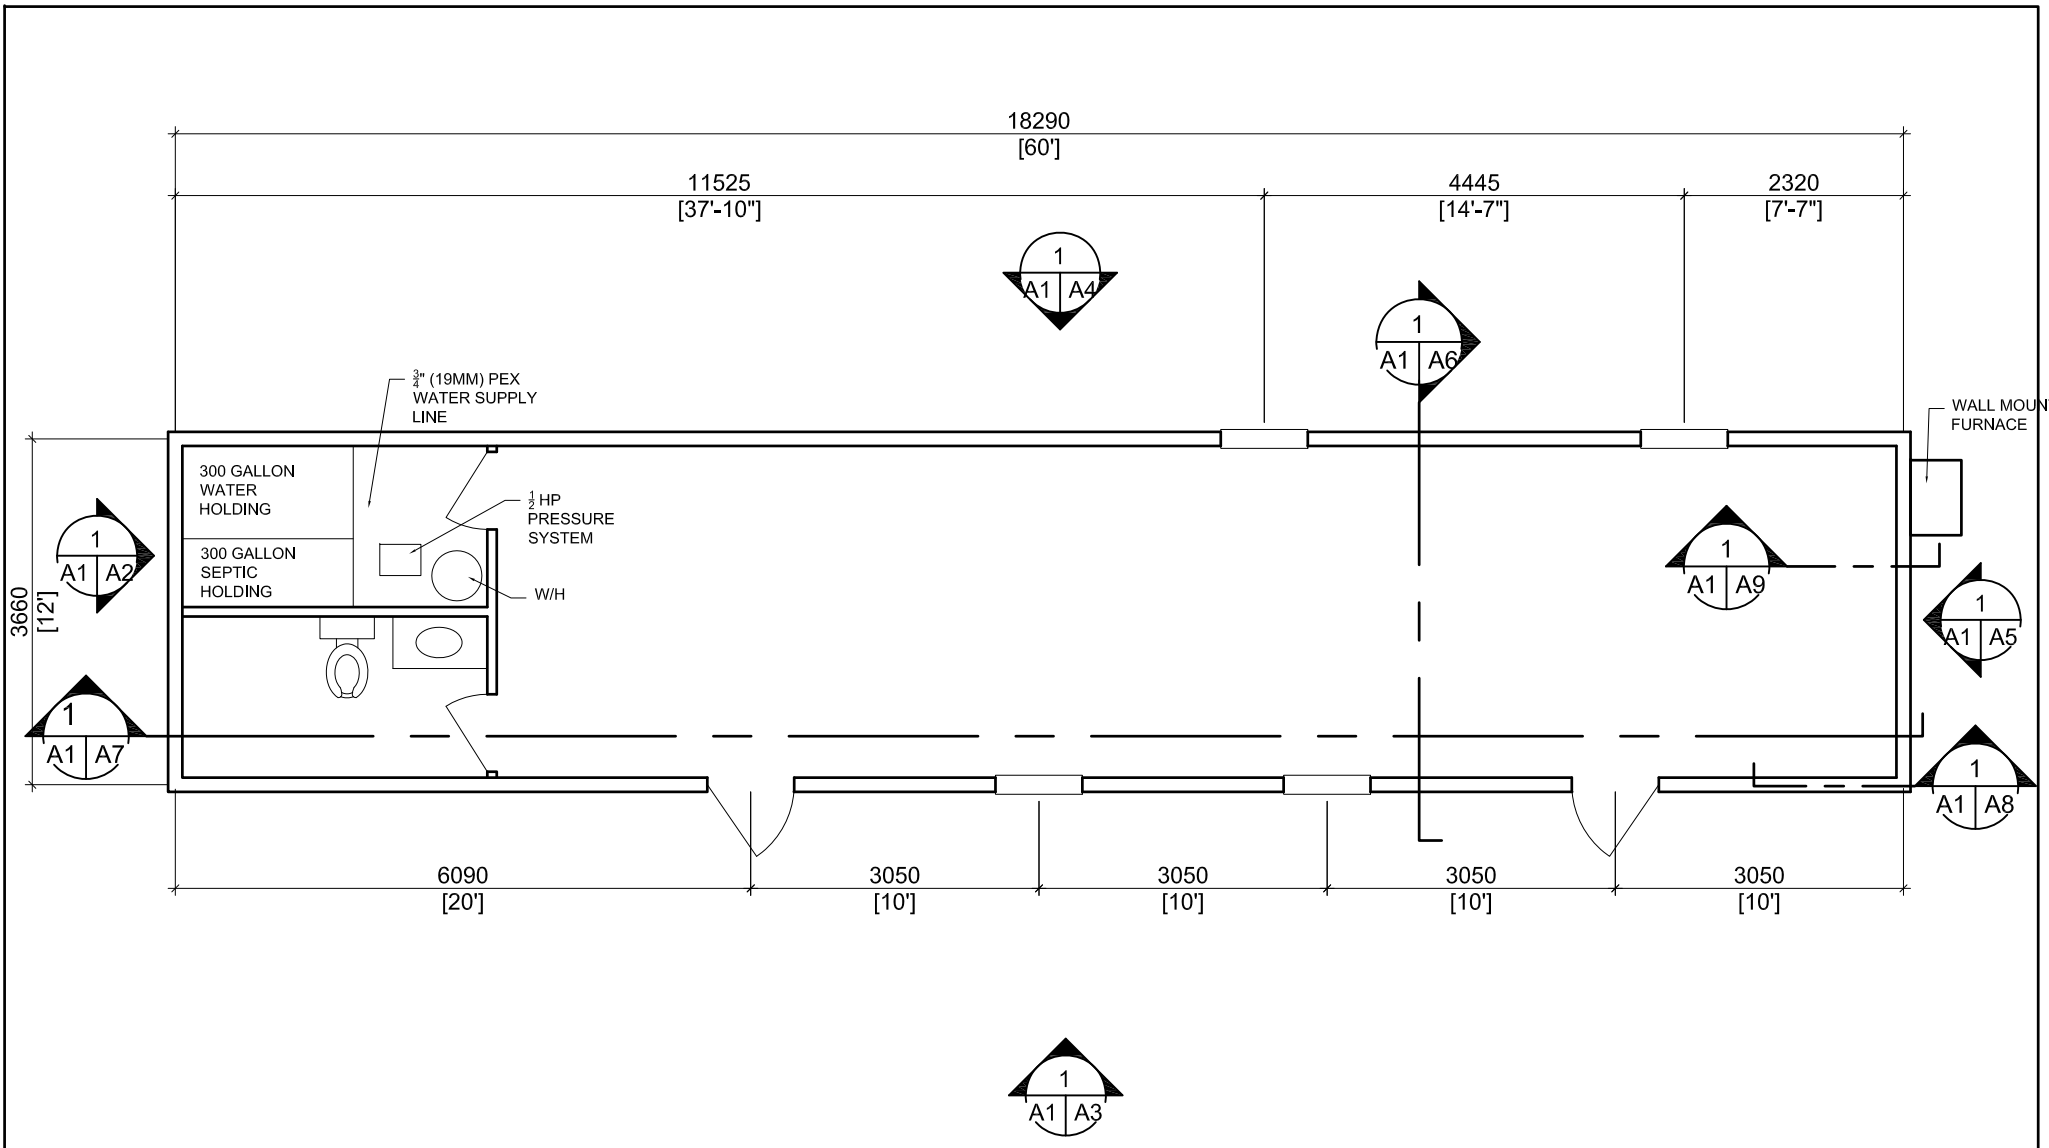 18290
[60']
11525
[37'-10"]
4445
[14'-7"]
2320
[7'-7"]
1
A1 A4
1
A1 A6
3/4" (19MM) PEX
WATER SUPPLY
LINE
WALL MOUN
FURNACE
300 GALLON
WATER
HOLDING
1/2 HP
PRESSURE
SYSTEM
300 GALLON
SEPTIC
HOLDING
W/H
1
A1 A2
3660
[12']
1
A1 A9
1
A1 A5
1
A1 A7
1
A1 A8
6090
[20']
3050
[10']
3050
[10']
3050
[10']
3050
[10']
1
A1 A3